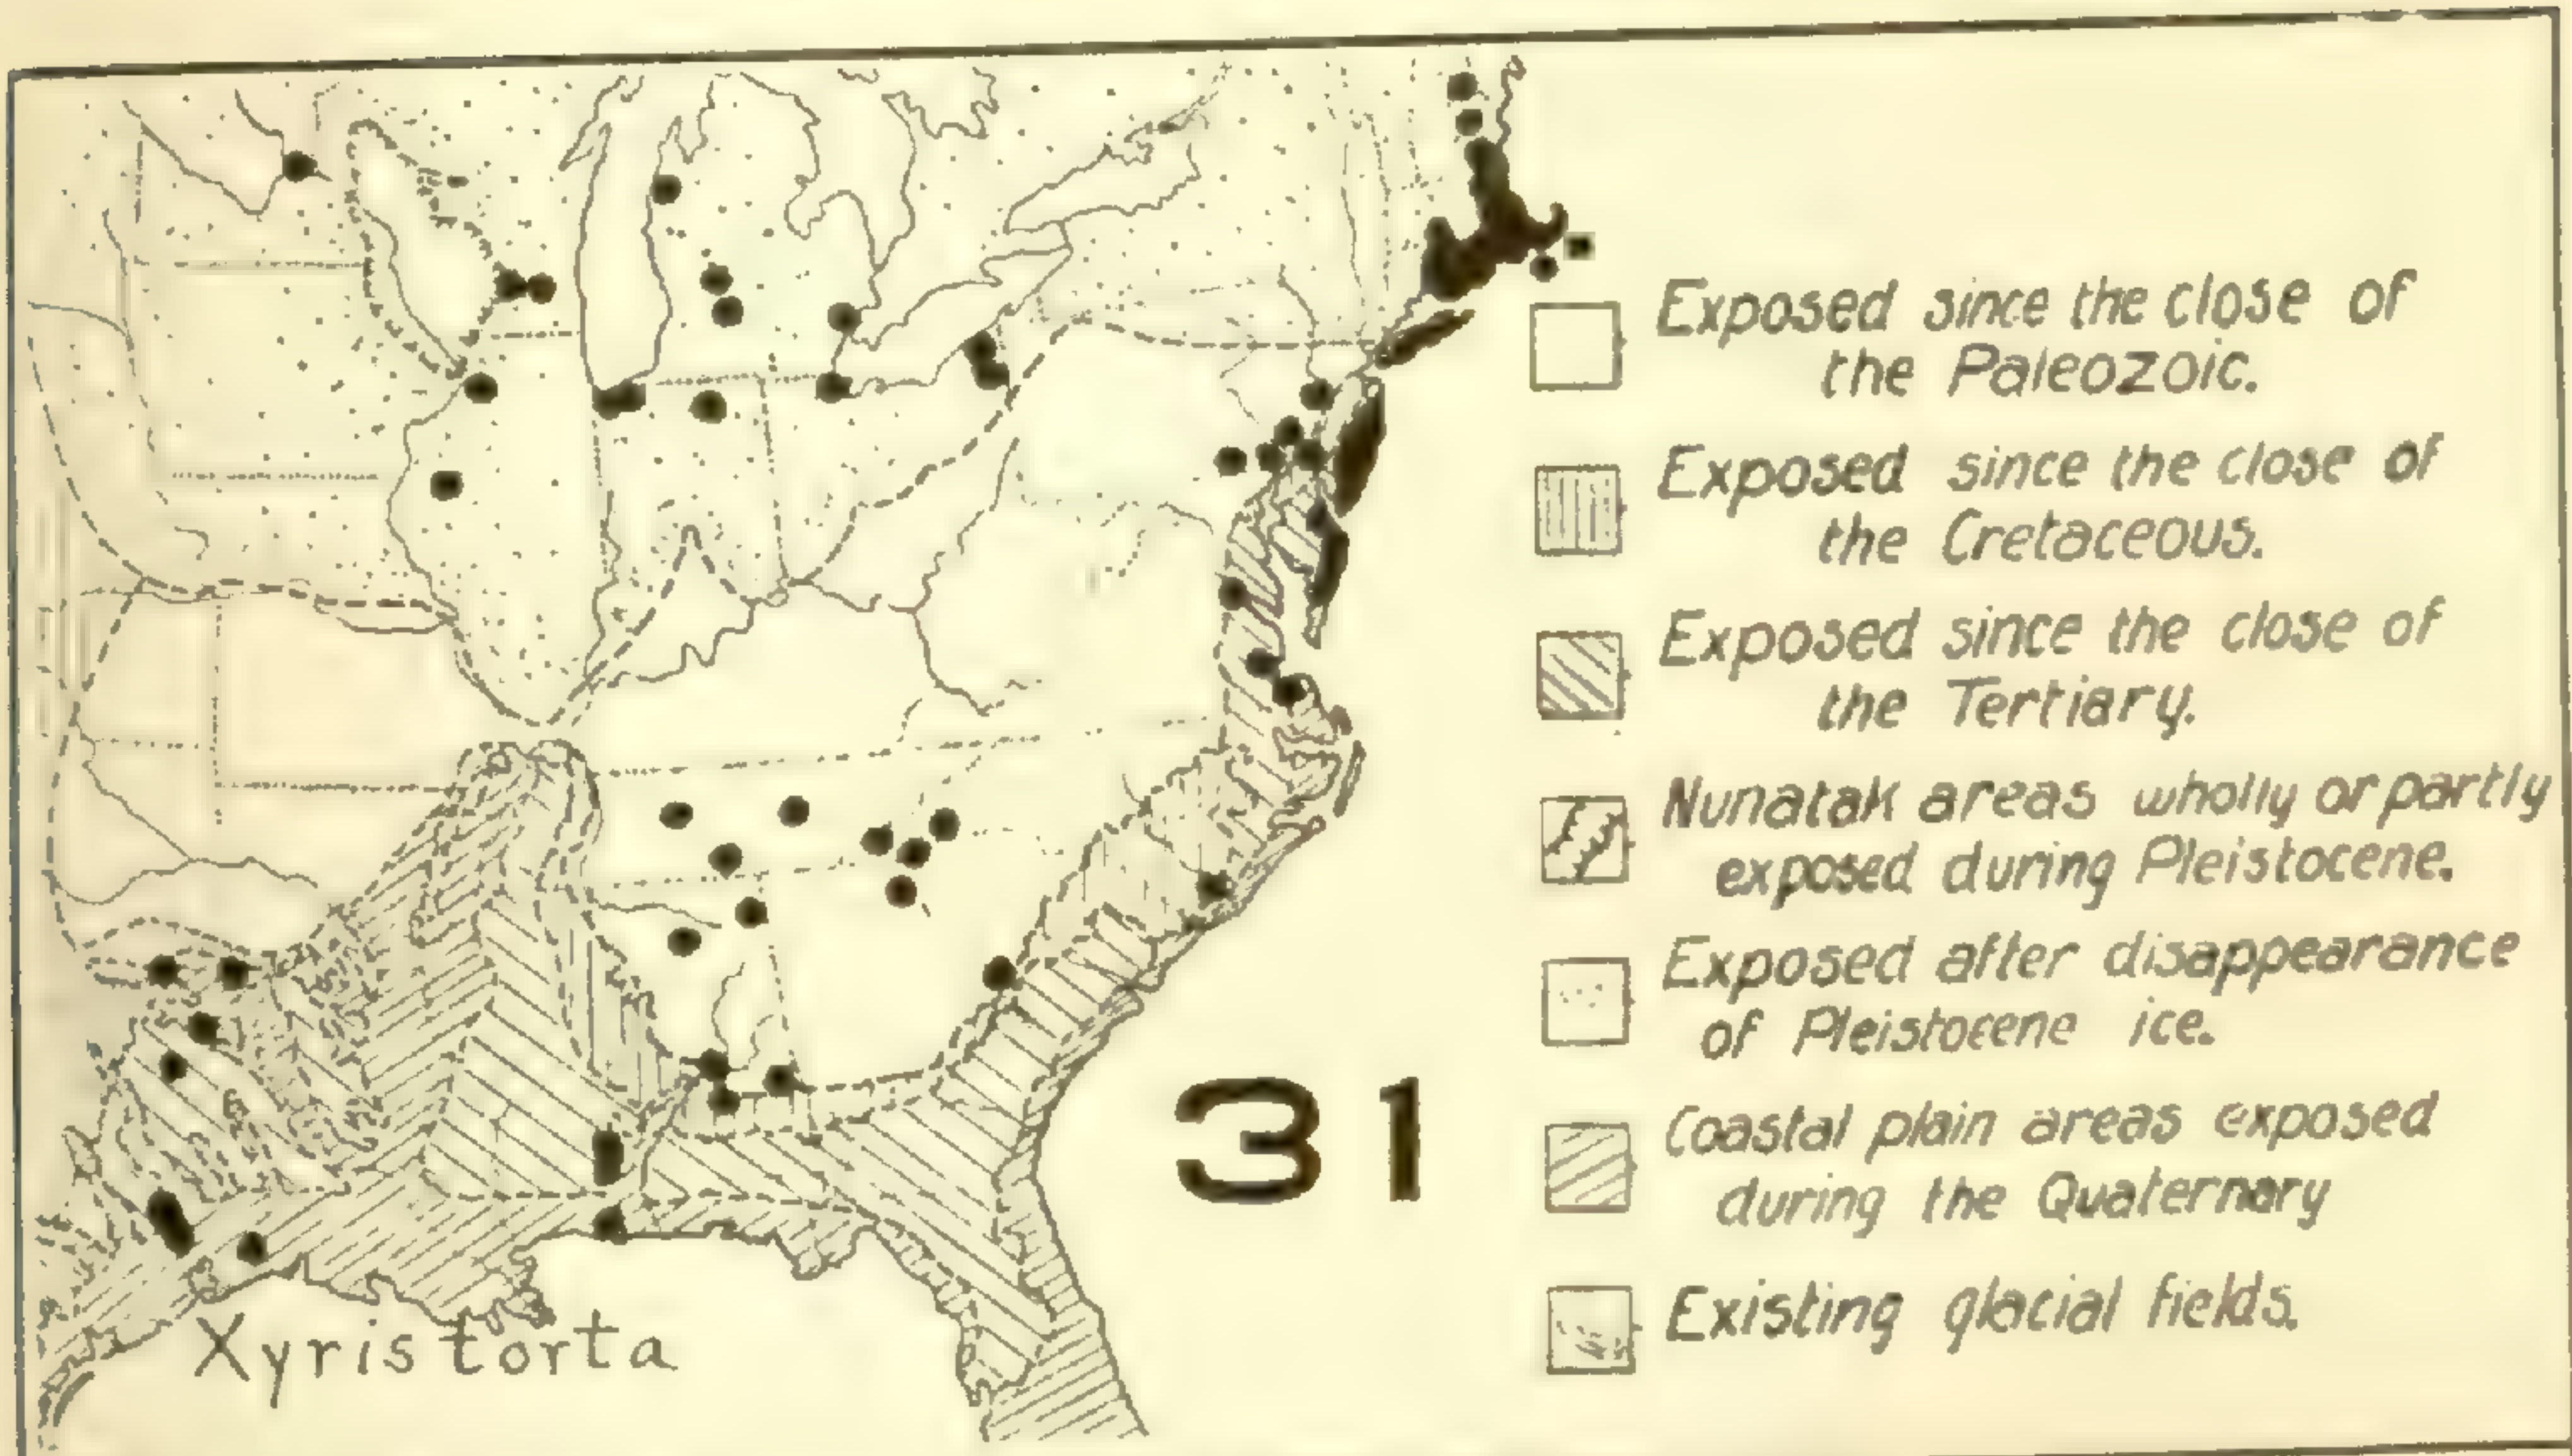 Exposed since the close of
the Paleozoic.
Exposed since the close of
the Cretaceous.
Exposed since the close of
the Tertiary.
Nunatak areas wholly or partly
exposed during Pleistocene.
Exposed after disappearance
of Pleistocene ice.
Coastal plain areas exposed
during the Quaternary
Existing glacial fields.
31
Xyris torta